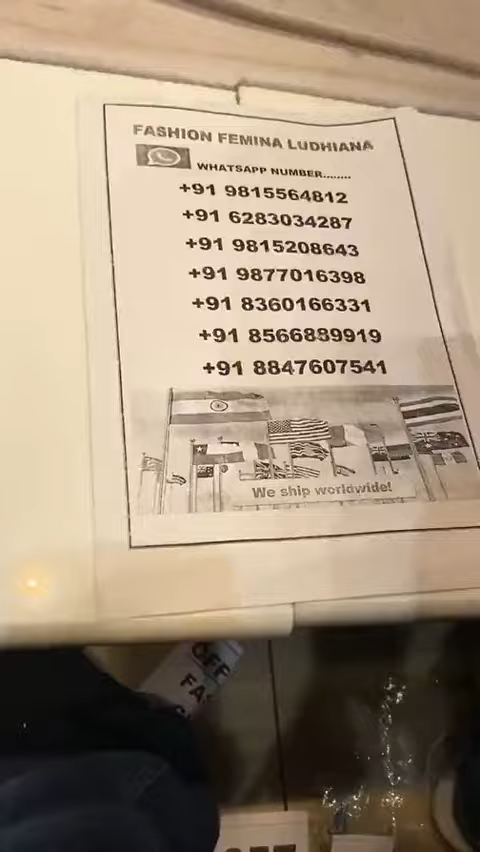 FASHION FEMINA LUDHIANA
WHATSAPP NUMBER........
+91 9815564812
+91 6283034287
+91 9815208643
+91 9877016398
+91 8360166331
+91 8566889919
+91 8847607541
We ship worldwide!
OFF